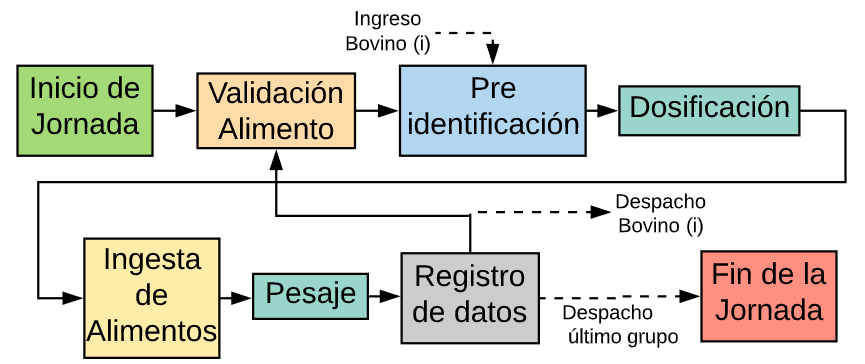 Ingreso
Bovino (i)
Inicio de
Jornada
Validación
Alimento
Pre
identificación
Dosificación
Despacho
Bovino (i)
Ingesta
de
Alimentos
Pesaje
Registro
de datos
Despacho
último grupo
Fin de la
Jornada